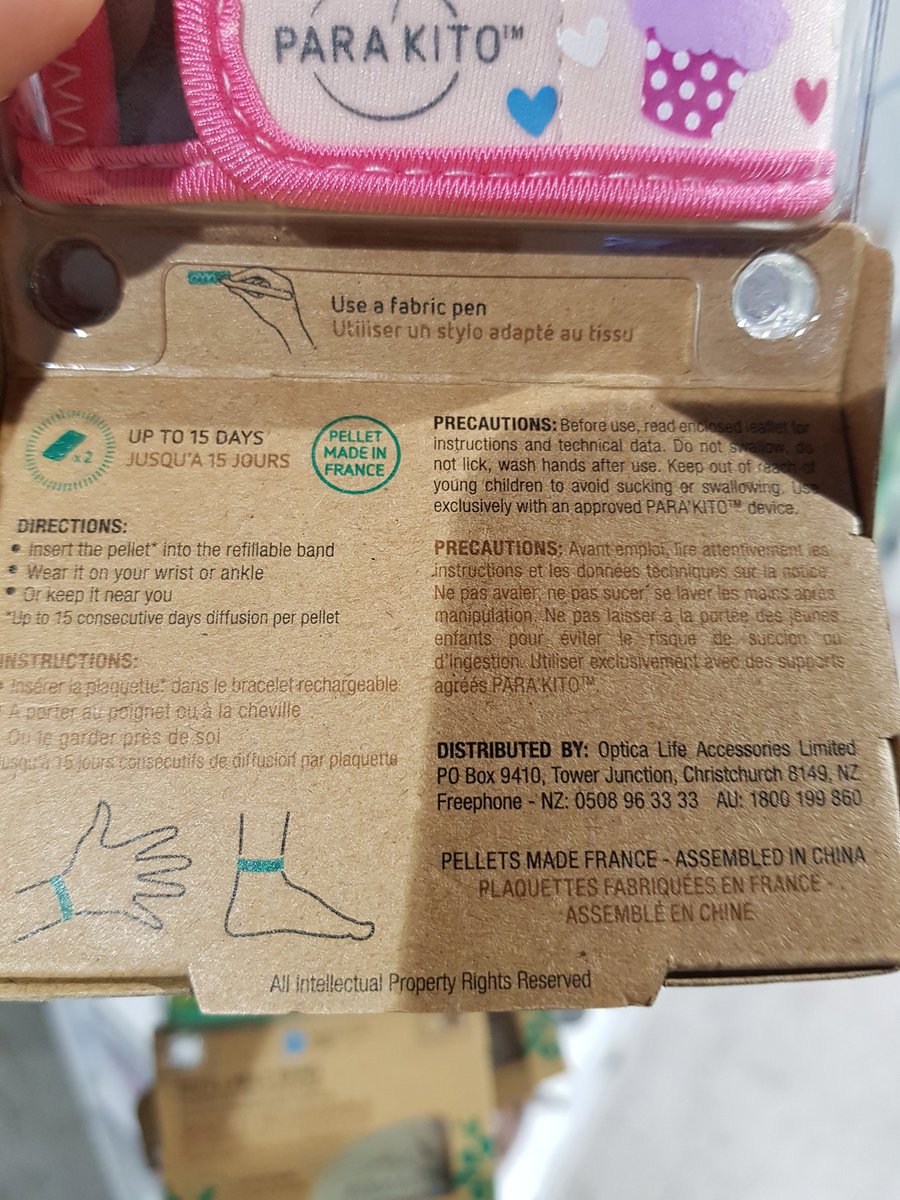 PARA'KITO™
Use a fabric pen
Utiliser un stylo adapté au tissu
x2
UP TO 15 DAYS
JUSQU'A 15 JOURS
PELLET
MADE IN
FRANCE
DIRECTIONS:
• Insert the pellet* into the refillable band
• Wear it on your wrist or ankle
• Or keep it near you
*Up to 15 consecutive days diffusion per pellet
INSTRUCTIONS:
• Insérer la plaquette* dans le bracelet rechargeable
A porter au poignet ou à la cheville
Ou le garder près de soi
jusqu'à 15 jours consécutifs de diffusion par plaquette
PRECAUTIONS: Before use, read enclosed leaflet for
instructions and technical data. Do not swallow, do
not lick, wash hands after use. Keep out of reach of
young children to avoid sucking or swallowing. Use
exclusively with an approved PARA'KITO™ device.
PRECAUTIONS: Avant emploi, lire attentivement les
instructions et les données techniques sur la notice.
Ne pas avaler, ne pas sucer, se laver les mains après
manipulation. Ne pas laisser à la portée des jeunes
enfants pour éviter le risque de succion ou
d'ingestion. Utiliser exclusivement avec des supports
agréés PARA'KITO™.
DISTRIBUTED BY: Optica Life Accessories Limited
PO Box 9410, Tower Junction, Christchurch 8149, NZ
Freephone - NZ: 0508 96 33 33 AU: 1800 199 860
PELLETS MADE FRANCE - ASSEMBLED IN CHINA
PLAQUETTES FABRIQUÉES EN FRANCE -
ASSEMBLÉ EN CHINE
All Intellectual Property Rights Reserved